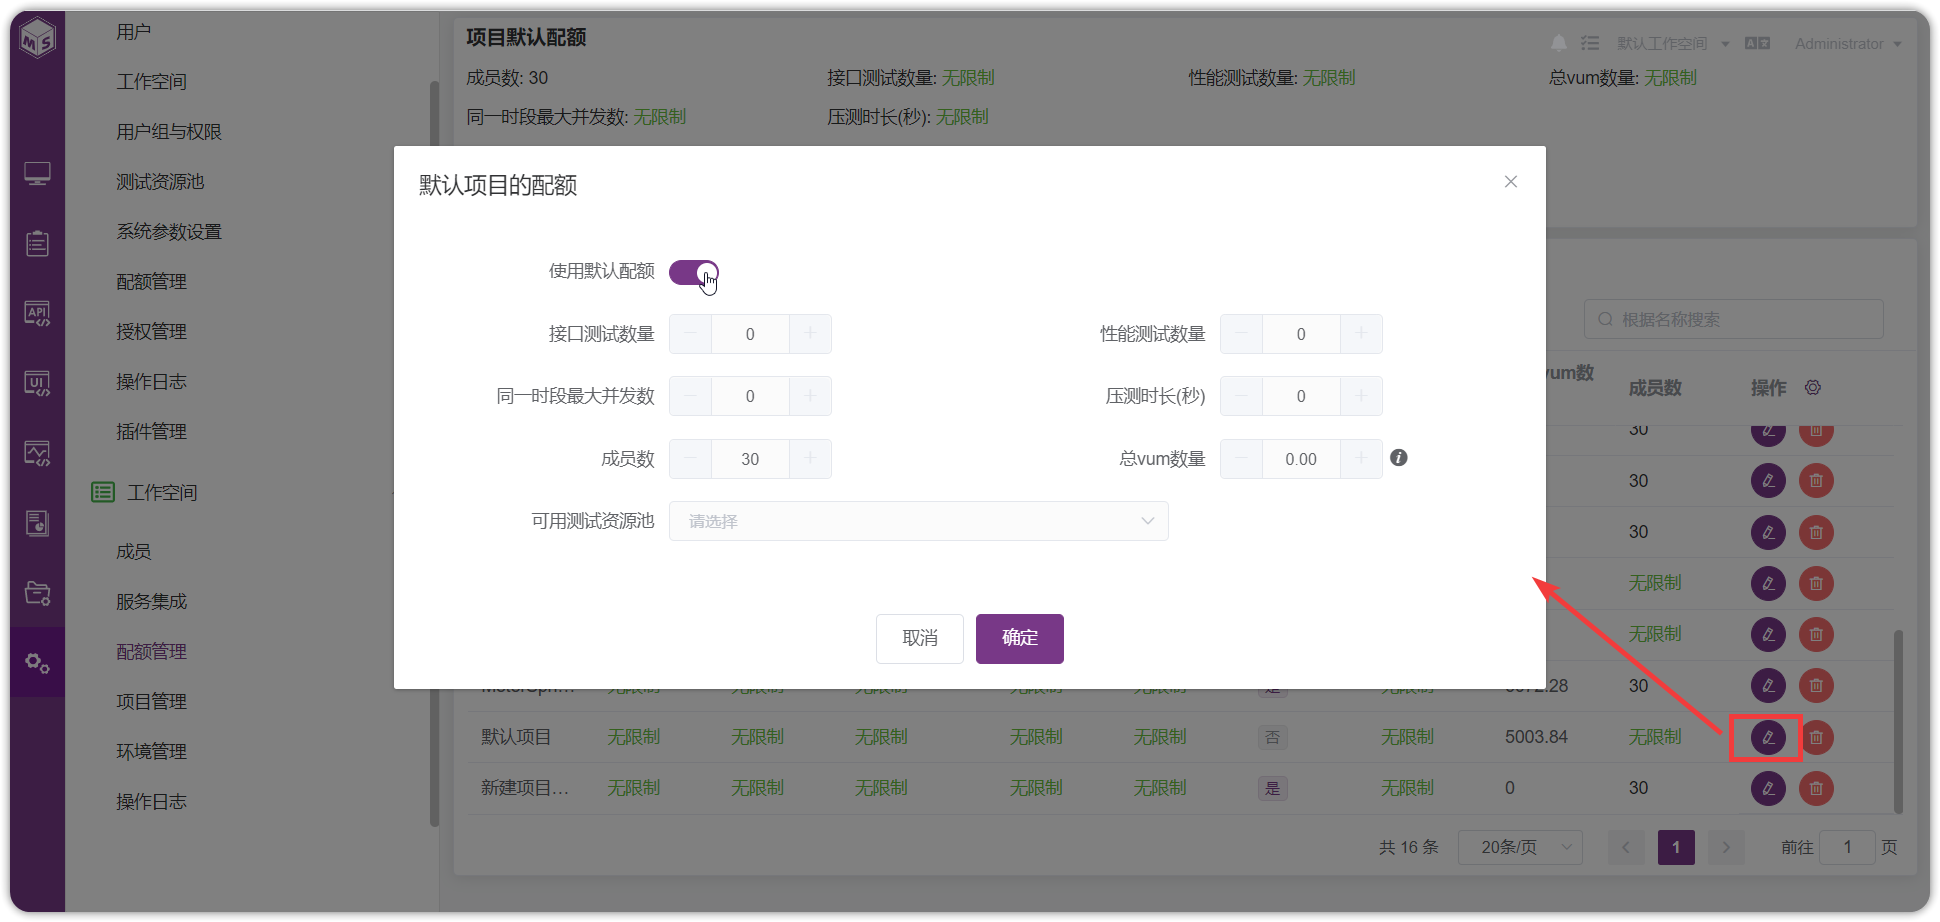 MS
用户
工作空间
用户组与权限
测试资源池
系统参数设置
配额管理
授权管理
操作日志
插件管理
工作空间
成员
服务集成
配额管理
项目管理
环境管理
操作日志
API
UI
默认工作空间
Administrator
项目默认配额
成员数: 30 接口测试数量: 无限制 性能测试数量: 无限制 总vum数量: 无限制
同一时段最大并发数: 无限制 压测时长(秒): 无限制
默认项目的配额
使用默认配额
接口测试数量 0 性能测试数量 0
同一时段最大并发数 0 压测时长(秒) 0
成员数 30 总vum数量 0.00
可用测试资源池 请选择
取消 确定
根据名称搜索
vum数 成员数 操作
30
30
30
无限制
无限制
30
默认项目 无限制 无限制 无限制 无限制 无限制 否 无限制 5003.84 无限制
新建项目... 无限制 无限制 无限制 无限制 无限制 是 无限制 0 30
共 16 条 20条/页 1 前往 1 页